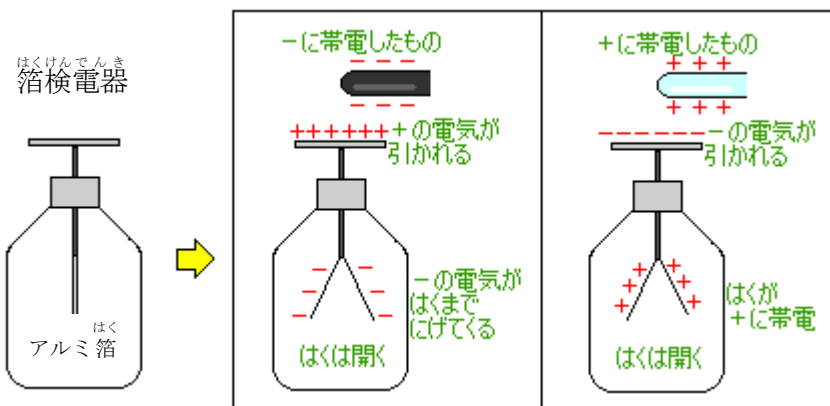 はくけんでんき
箔検電器
はく
アルミ箔
－に帯電したもの
－－－
－－－
＋＋＋＋＋＋
＋の電気が
引かれる
－の電気が
はくまで
にげてくる
はくは開く
＋に帯電したもの
＋＋＋
＋＋＋
－－－－－－
－の電気が
引かれる
はくが
＋に帯電
はくは開く